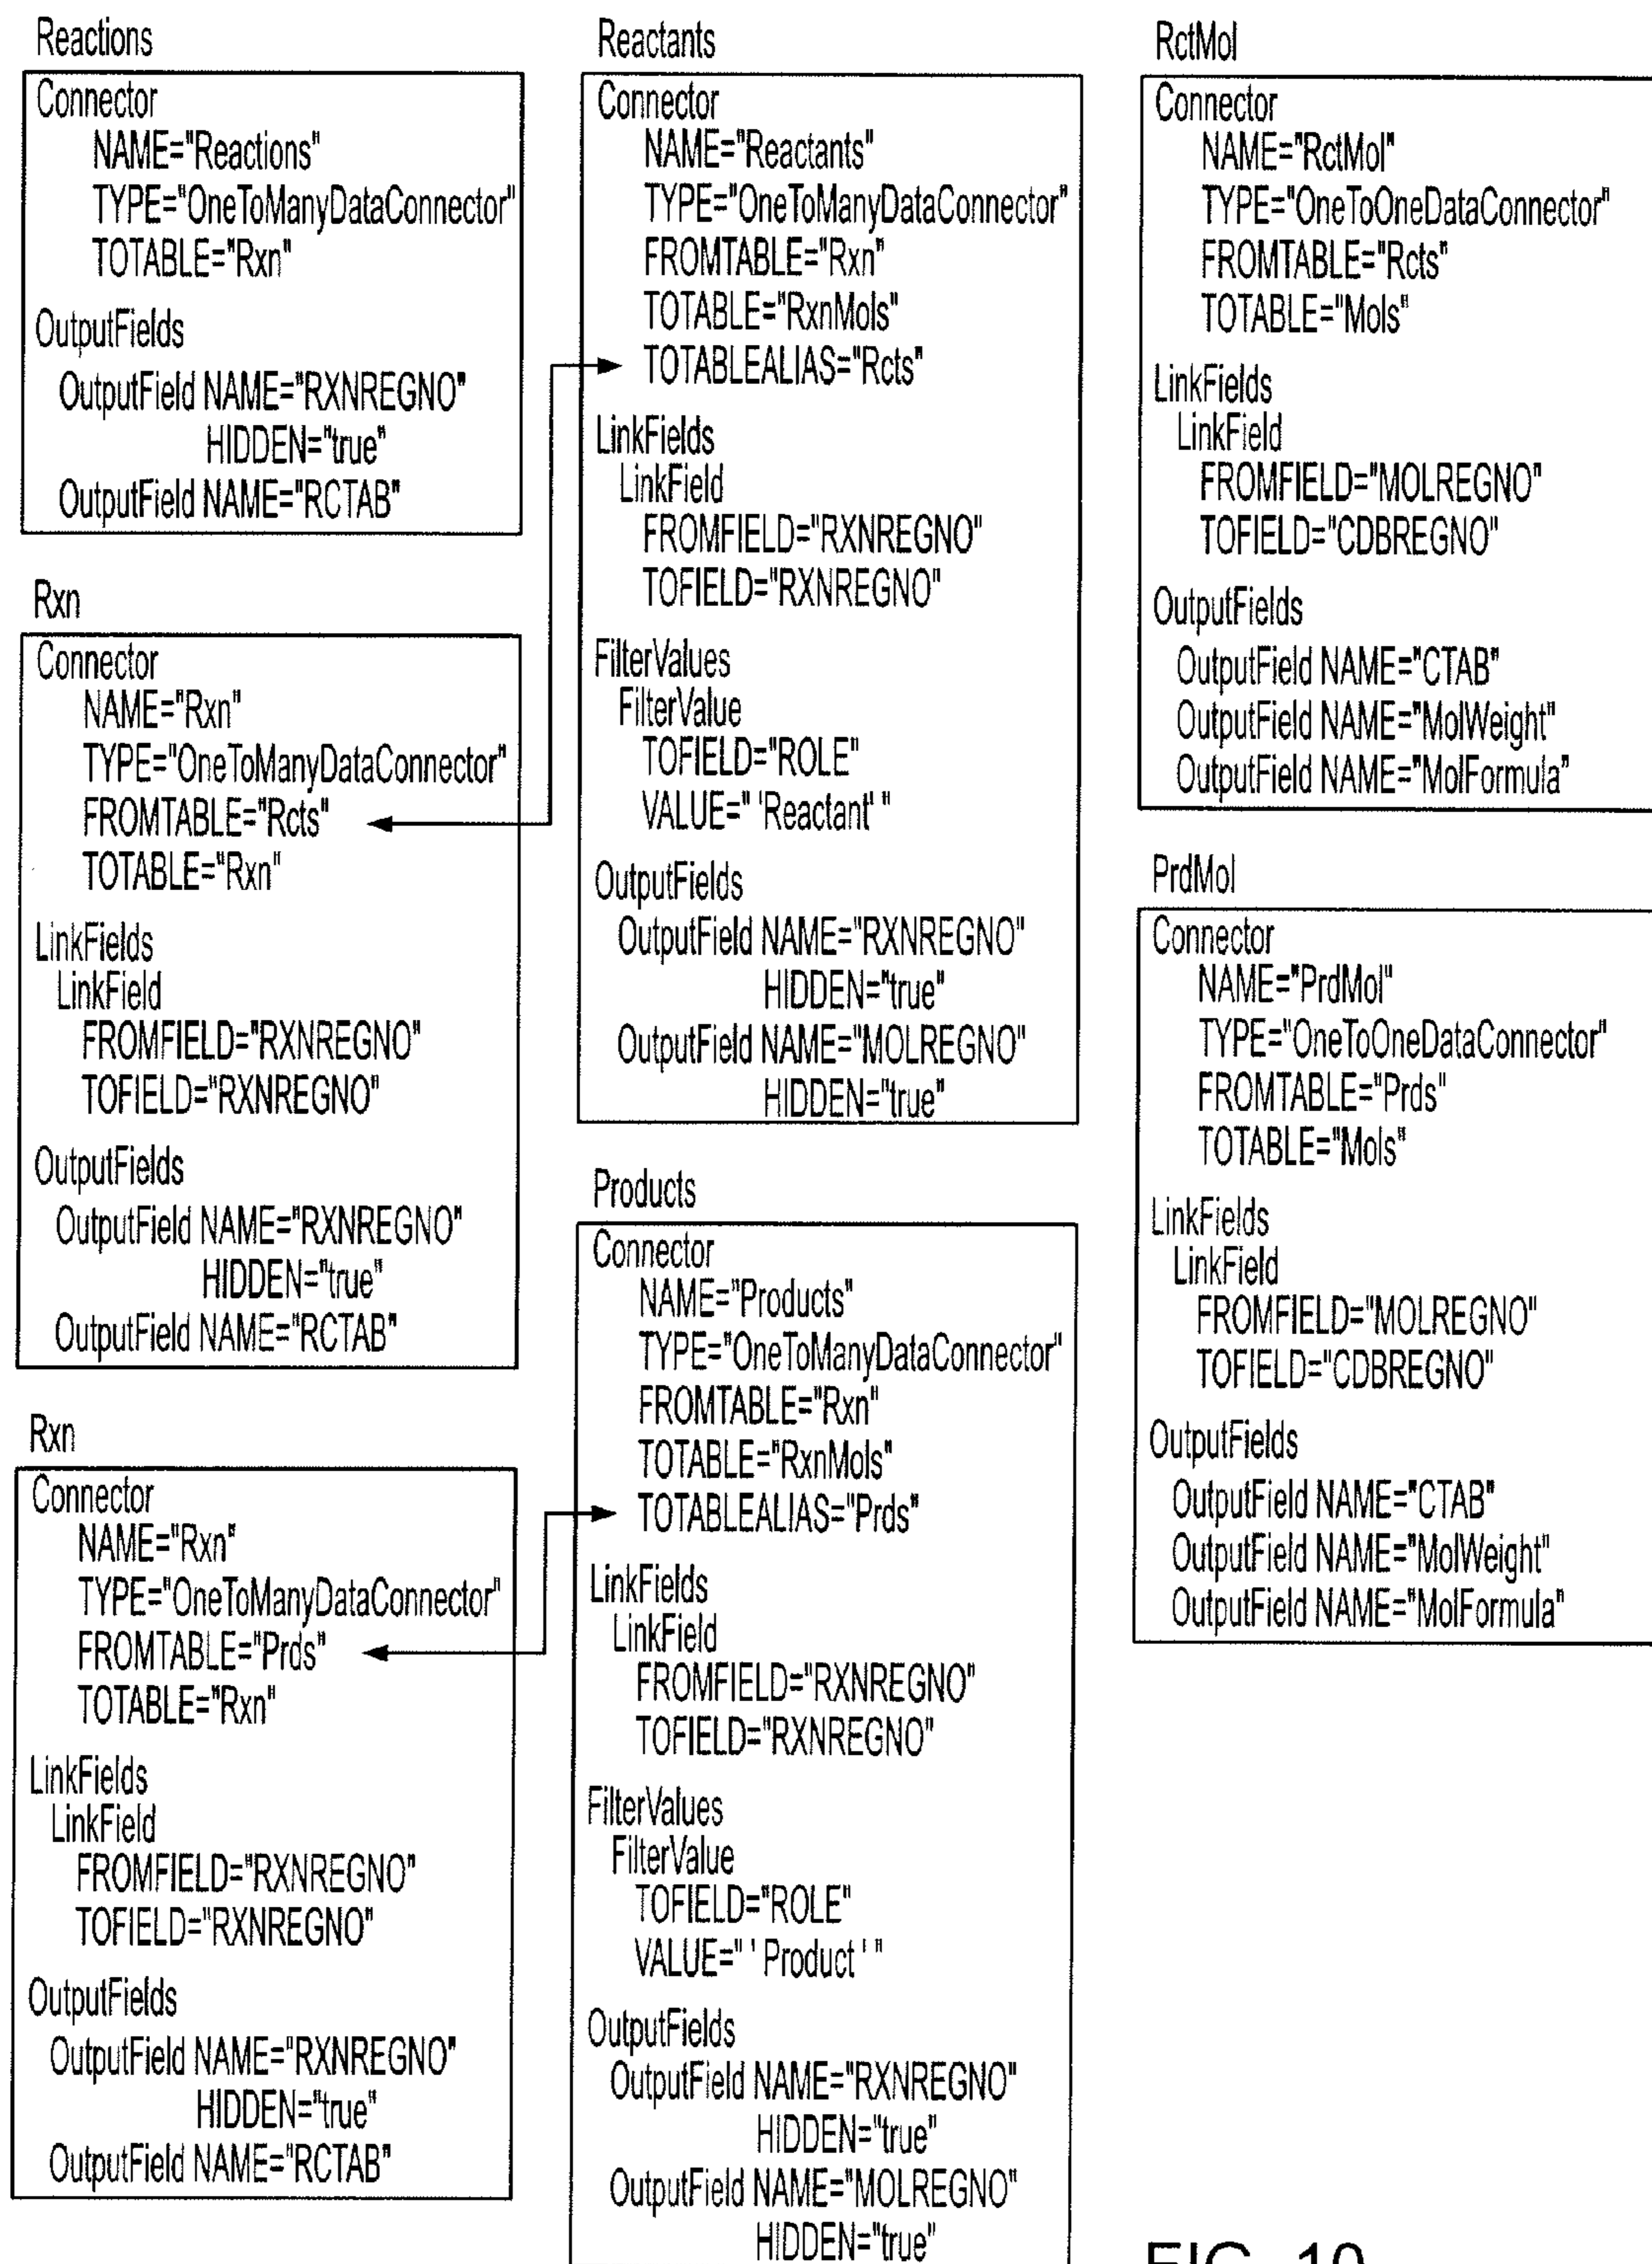 Reactions
Connector
NAME="Reactions"
TYPE="OneToManyDataConnector"
TOTABLE="Rxn"
OutputFields
OutputField NAME="RXNREGNO"
HIDDEN="true"
OutputField NAME="RCTAB"
Rxn
Connector
NAME="Rxn"
TYPE="OneToManyDataConnector"
FROMTABLE="Rcts"
TOTABLE="Rxn"
LinkFields
LinkField
FROMFIELD="RXNREGNO"
TOFIELD="RXNREGNO"
OutputFields
OutputField NAME="RXNREGNO"
HIDDEN="true"
OutputField NAME="RCTAB"
Rxn
Connector
NAME="Rxn"
TYPE="OneToManyDataConnector"
FROMTABLE="Prds"
TOTABLE="Rxn"
LinkFields
LinkField
FROMFIELD="RXNREGNO"
TOFIELD="RXNREGNO"
OutputFields
OutputField NAME="RXNREGNO"
HIDDEN="true"
OutputField NAME="RCTAB"
Reactants
Connector
NAME="Reactants"
TYPE="OneToManyDataConnector"
FROMTABLE="Rxn"
TOTABLE="RxnMols"
TOTABLEALIAS="Rcts"
LinkFields
LinkField
FROMFIELD="RXNREGNO"
TOFIELD="RXNREGNO"
FilterValues
FilterValue
TOFIELD="ROLE"
VALUE=" 'Reactant' "
OutputFields
OutputField NAME="RXNREGNO"
HIDDEN="true"
OutputField NAME="MOLREGNO"
HIDDEN="true"
Products
Connector
NAME="Products"
TYPE="OneToManyDataConnector"
FROMTABLE="Rxn"
TOTABLE="RxnMols"
TOTABLEALIAS="Prds"
LinkFields
LinkField
FROMFIELD="RXNREGNO"
TOFIELD="RXNREGNO"
FilterValues
FilterValue
TOFIELD="ROLE"
VALUE=" ' Product ' "
OutputFields
OutputField NAME="RXNREGNO"
HIDDEN="true"
OutputField NAME="MOLREGNO"
HIDDEN="true"
RctMol
Connector
NAME="RctMol"
TYPE="OneToOneDataConnector"
FROMTABLE="Rcts"
TOTABLE="Mols"
LinkFields
LinkField
FROMFIELD="MOLREGNO"
TOFIELD="CDBREGNO"
OutputFields
OutputField NAME="CTAB"
OutputField NAME="MolWeight"
OutputField NAME="MolFormula"
PrdMol
Connector
NAME="PrdMol"
TYPE="OneToOneDataConnector"
FROMTABLE="Prds"
TOTABLE="Mols"
LinkFields
LinkField
FROMFIELD="MOLREGNO"
TOFIELD="CDBREGNO"
OutputFields
OutputField NAME="CTAB"
OutputField NAME="MolWeight"
OutputField NAME="MolFormula"